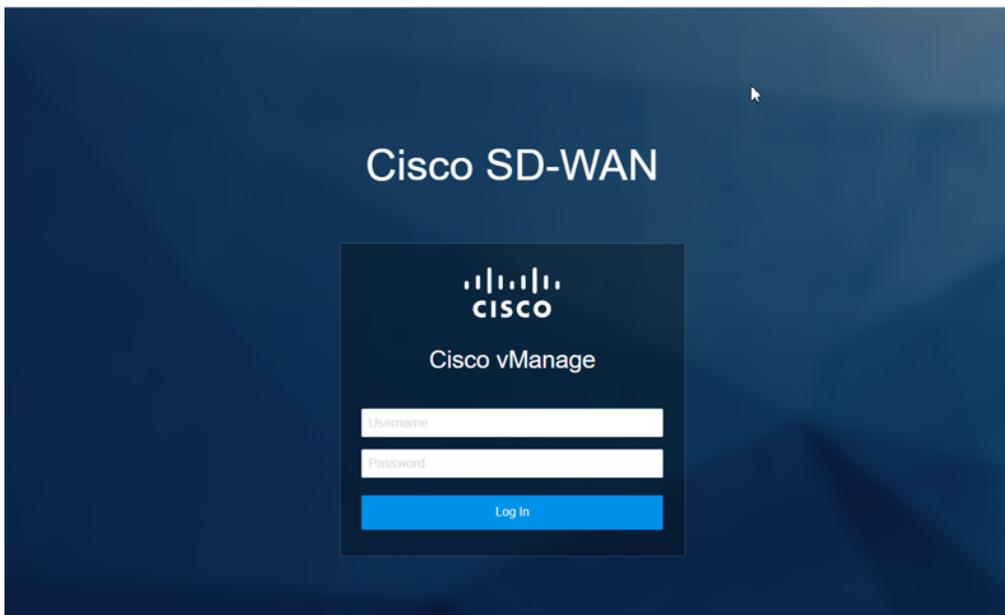 Cisco SD-WAN
CISCO
Cisco vManage
Username
Password
Log In